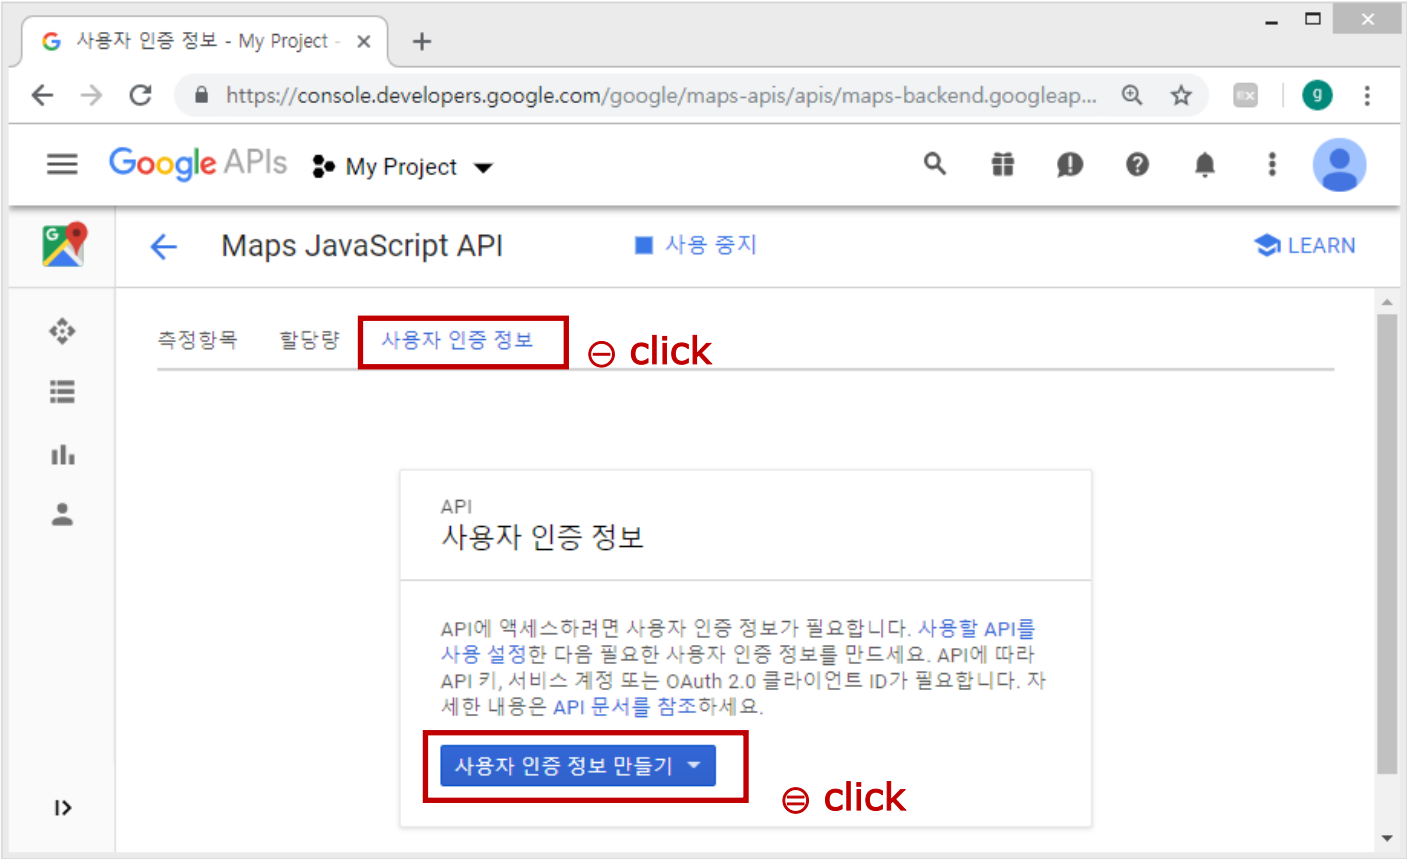 사용자 인증 정보 - My Project -
https://console.developers.google.com/google/maps-apis/apis/maps-backend.googleap...
g
Google APIs
My Project
Maps JavaScript API
사용 중지
LEARN
측정항목
할당량
사용자 인증 정보
㊀ click
API
사용자 인증 정보
API에 액세스하려면 사용자 인증 정보가 필요합니다. 사용할 API를
사용 설정한 다음 필요한 사용자 인증 정보를 만드세요. API에 따라
API 키, 서비스 계정 또는 OAuth 2.0 클라이언트 ID가 필요합니다. 자
세한 내용은 API 문서를 참조하세요.
사용자 인증 정보 만들기
㊁ click